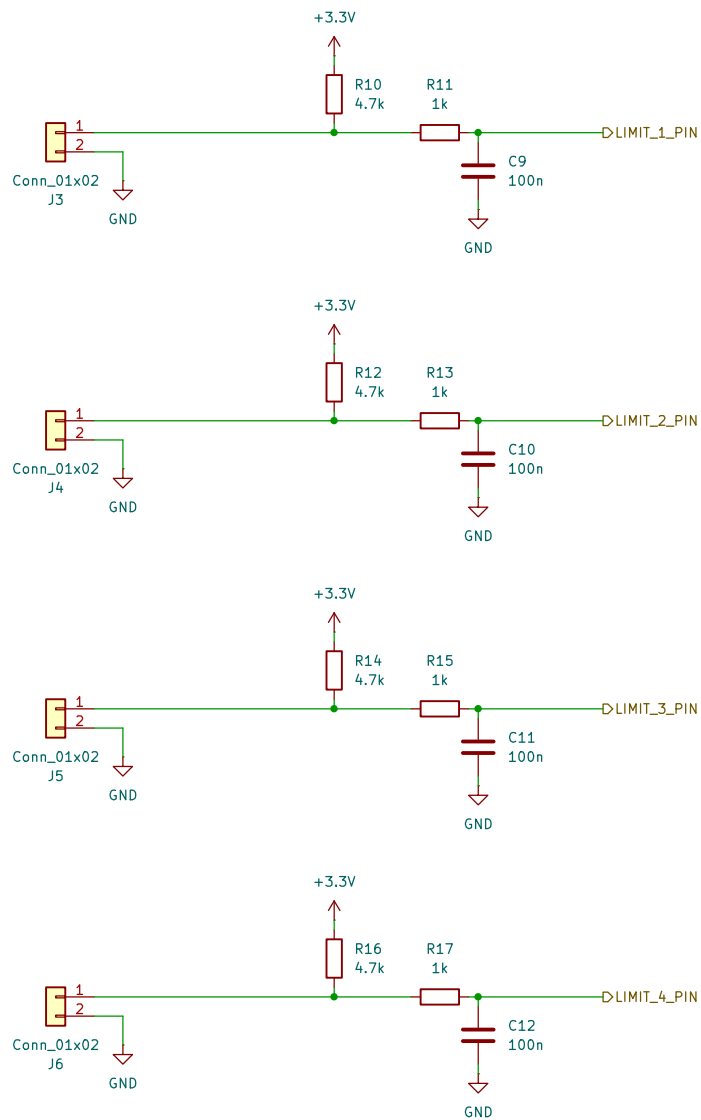 +3.3V
R10
4.7k
R11
1k
1
2
Conn_01x02
J3
GND
C9
100n
GND
LIMIT_1_PIN
+3.3V
R12
4.7k
R13
1k
1
2
Conn_01x02
J4
GND
C10
100n
GND
LIMIT_2_PIN
+3.3V
R14
4.7k
R15
1k
1
2
Conn_01x02
J5
GND
C11
100n
GND
LIMIT_3_PIN
+3.3V
R16
4.7k
R17
1k
1
2
Conn_01x02
J6
GND
C12
100n
GND
LIMIT_4_PIN